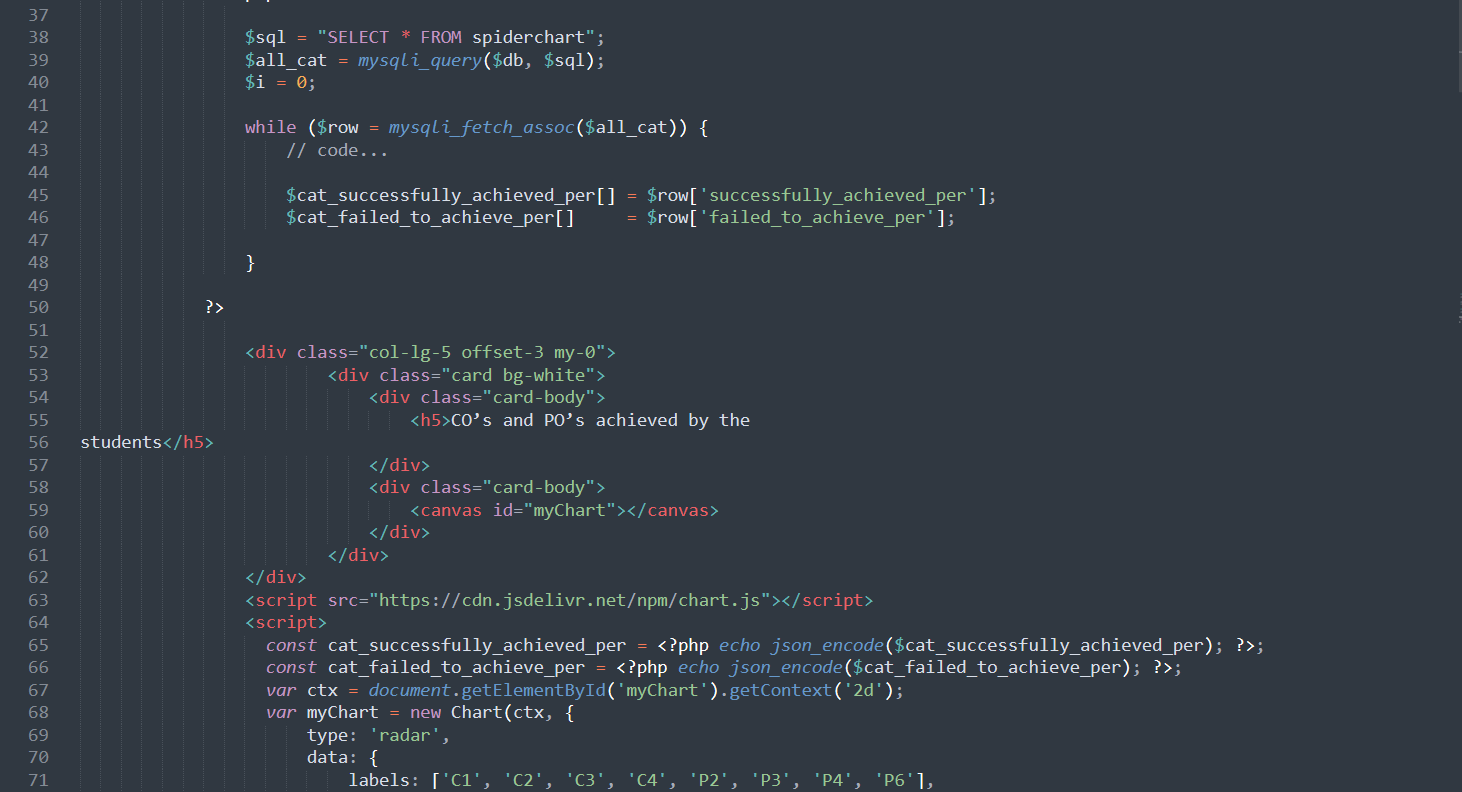 37
38 $sql = "SELECT * FROM spiderchart";
39 $all_cat = mysqli_query($db, $sql);
40 $i = 0;
41
42 while ($row = mysqli_fetch_assoc($all_cat)) {
43 // code...
44
45 $cat_successfully_achieved_per[] = $row['successfully_achieved_per'];
46 $cat_failed_to_achieve_per[]     = $row['failed_to_achieve_per'];
47
48 }
49
50 ?>
51
52 <div class="col-lg-5 offset-3 my-0">
53 <div class="card bg-white">
54 <div class="card-body">
55 <h5>CO’s and PO’s achieved by the
56 students</h5>
57 </div>
58 <div class="card-body">
59 <canvas id="myChart"></canvas>
60 </div>
61 </div>
62 </div>
63 <script src="https://cdn.jsdelivr.net/npm/chart.js"></script>
64 <script>
65 const cat_successfully_achieved_per = <?php echo json_encode($cat_successfully_achieved_per); ?>;
66 const cat_failed_to_achieve_per = <?php echo json_encode($cat_failed_to_achieve_per); ?>;
67 var ctx = document.getElementById('myChart').getContext('2d');
68 var myChart = new Chart(ctx, {
69 type: 'radar',
70 data: {
71 labels: ['C1', 'C2', 'C3', 'C4', 'P2', 'P3', 'P4', 'P6'],